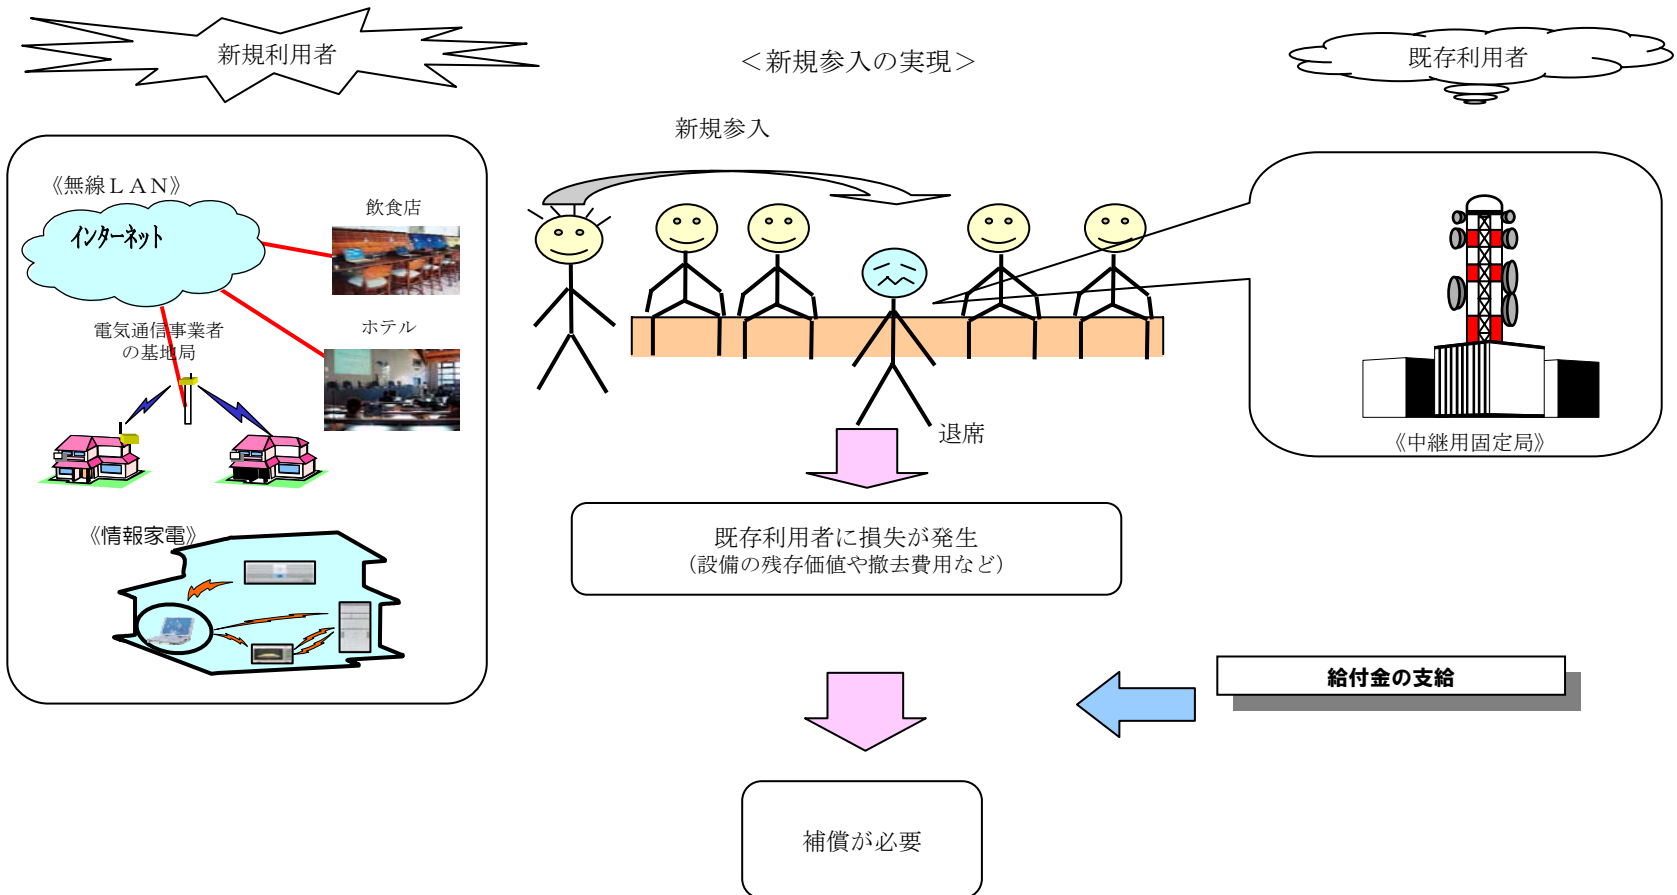 新規利用者
＜新規参入の実現＞
既存利用者
新規参入
《無線ＬＡＮ》
インターネット
飲食店
ホテル
電気通信事業者
の基地局
《情報家電》
退席
《中継用固定局》
既存利用者に損失が発生
（設備の残存価値や撤去費用など）
給付金の支給
補償が必要